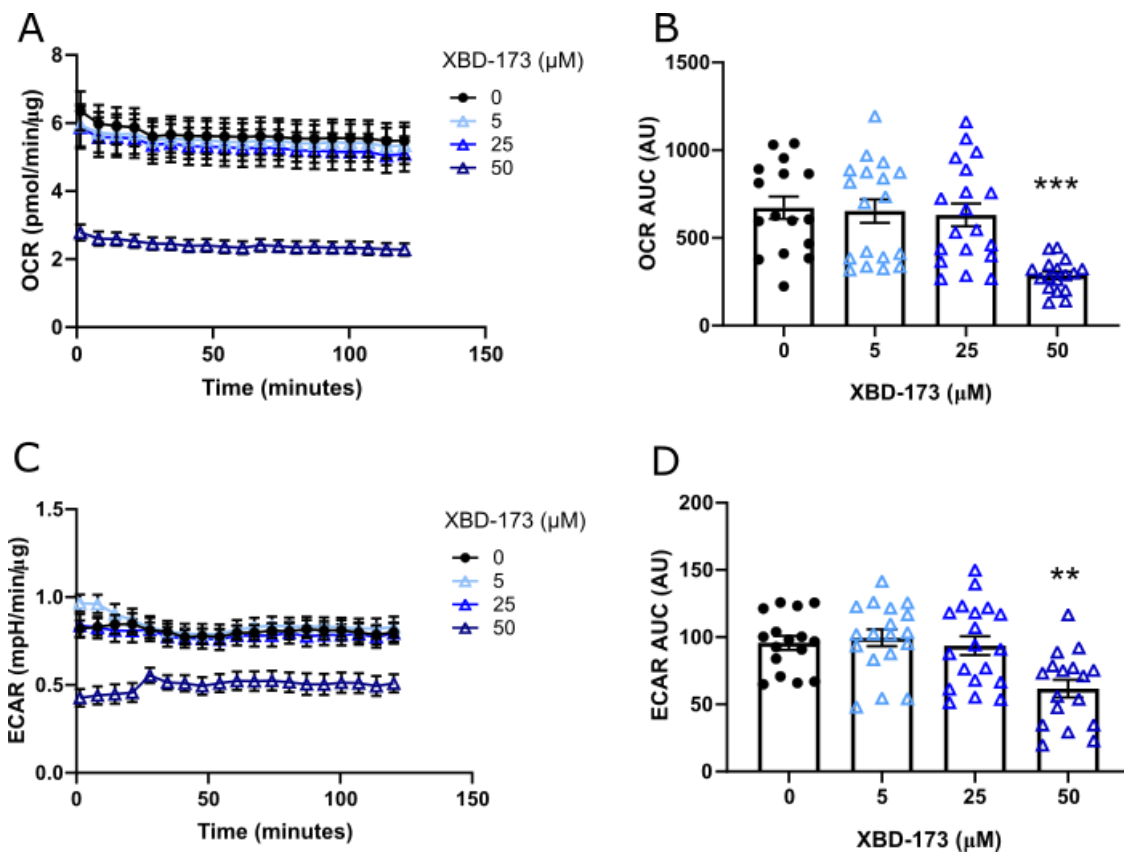 A
XBD-173 (µM)
0
5
25
50
OCR (pmol/min/µg)
8
6
4
2
0
0 50 100 150
Time (minutes)
B
OCR AUC (AU)
1500
1000
500
0
***
0 5 25 50
XBD-173 (µM)
C
XBD-173 (µM)
0
5
25
50
ECAR (mpH/min/µg)
1.5
1.0
0.5
0.0
0 50 100 150
Time (minutes)
D
ECAR AUC (AU)
200
150
100
50
0
**
0 5 25 50
XBD-173 (µM)